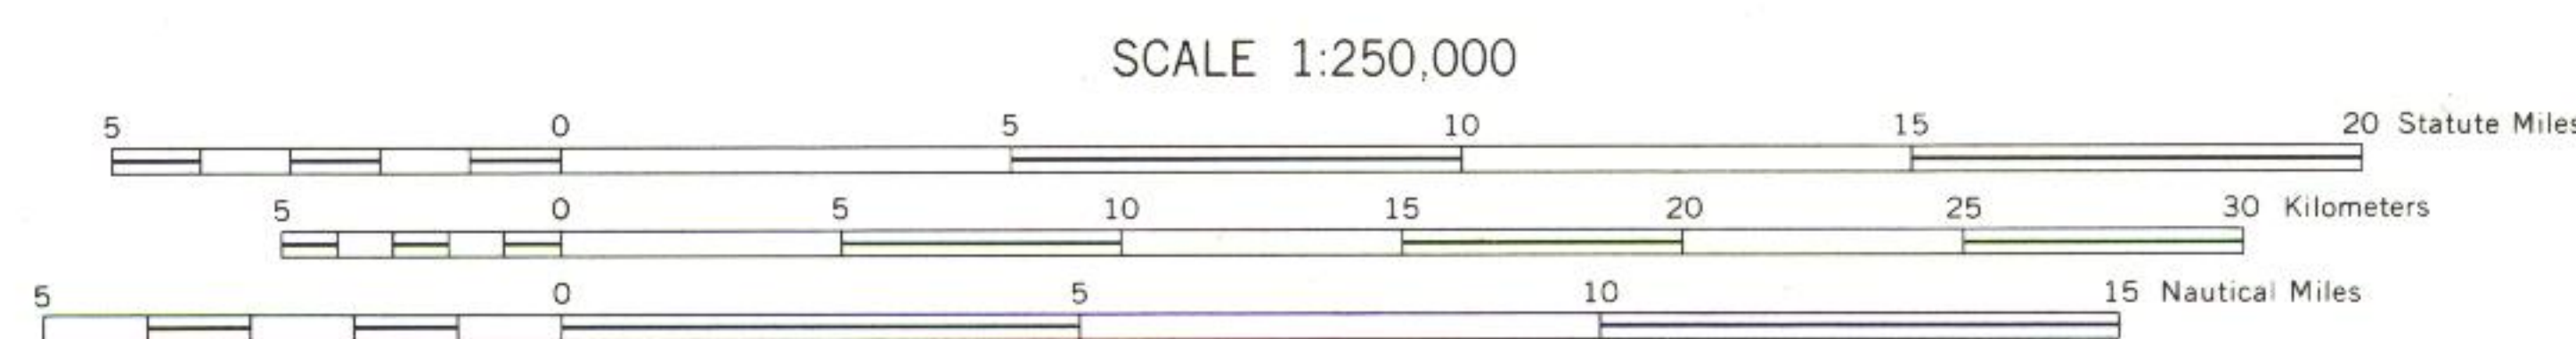 SCALE 1:250,000
5 0 5 10 15 20 Statute Miles
5 0 5 10 15 20 25 30 Kilometers
5 0 5 10 15 Nautical Miles